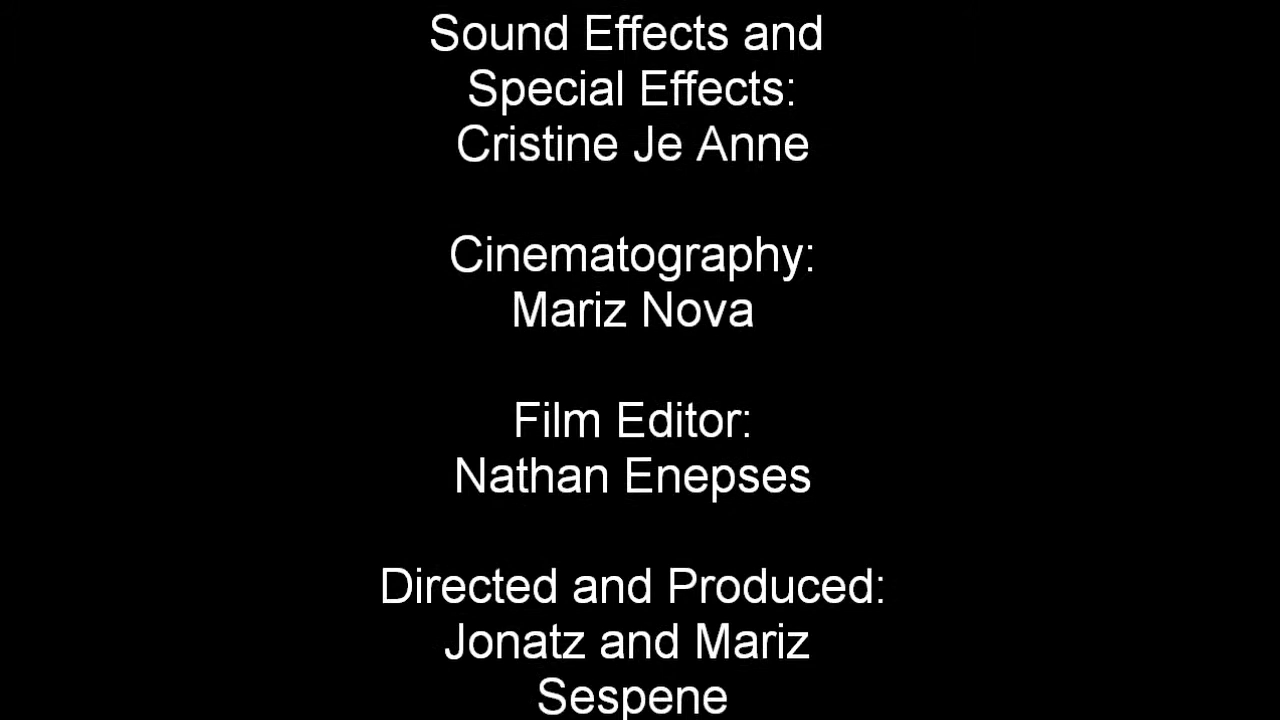 Sound Effects and
Special Effects:
Cristine Je Anne
Cinematography:
Mariz Nova
Film Editor:
Nathan Enepses
Directed and Produced:
Jonatz and Mariz
Sespene